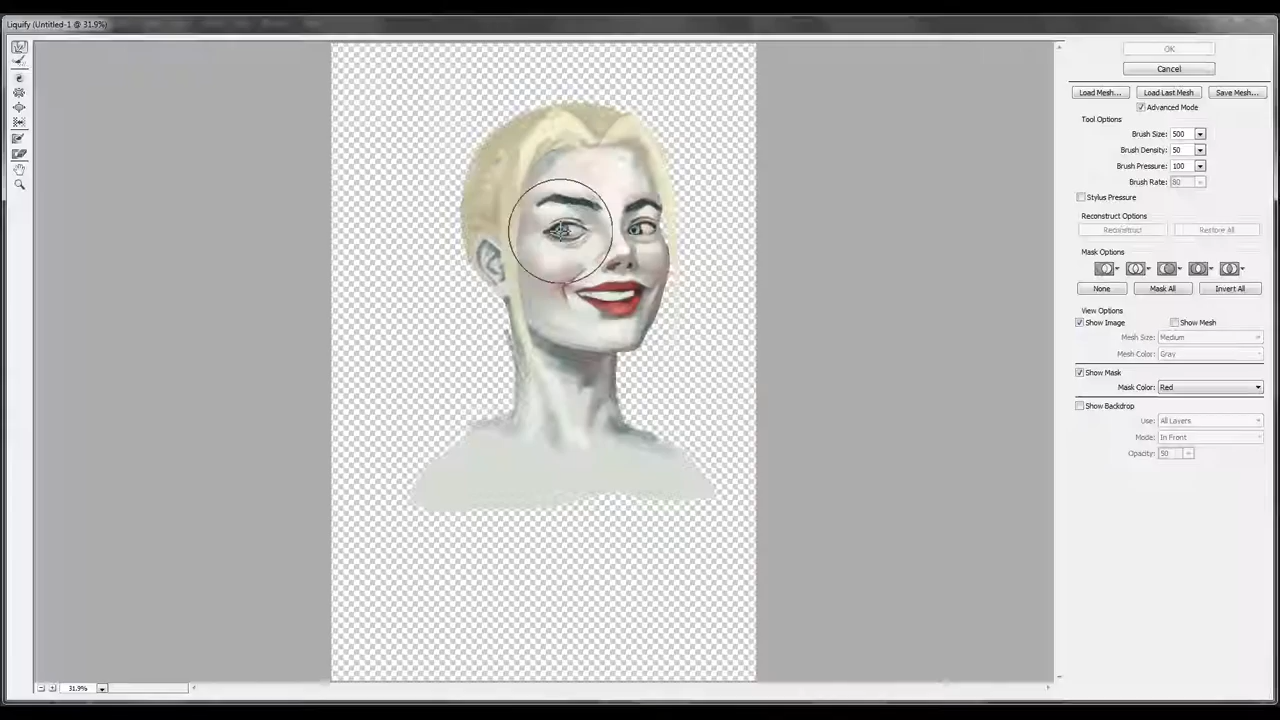 Liquify (Untitled-1 @ 31.9%)
OK
Cancel
Load Mesh...
Load Last Mesh
Save Mesh...
Advanced Mode
Tool Options
Brush Size: 500
Brush Density: 50
Brush Pressure: 100
Brush Rate: 80
Stylus Pressure
Reconstruct Options
Reconstruct...
Restore All
Mask Options
None
Mask All
Invert All
View Options
Show Image
Show Mesh
Mesh Size: Medium
Mesh Color: Gray
Show Mask
Mask Color: Red
Show Backdrop
Use: All Layers
Mode: In Front
Opacity: 50
31.9%